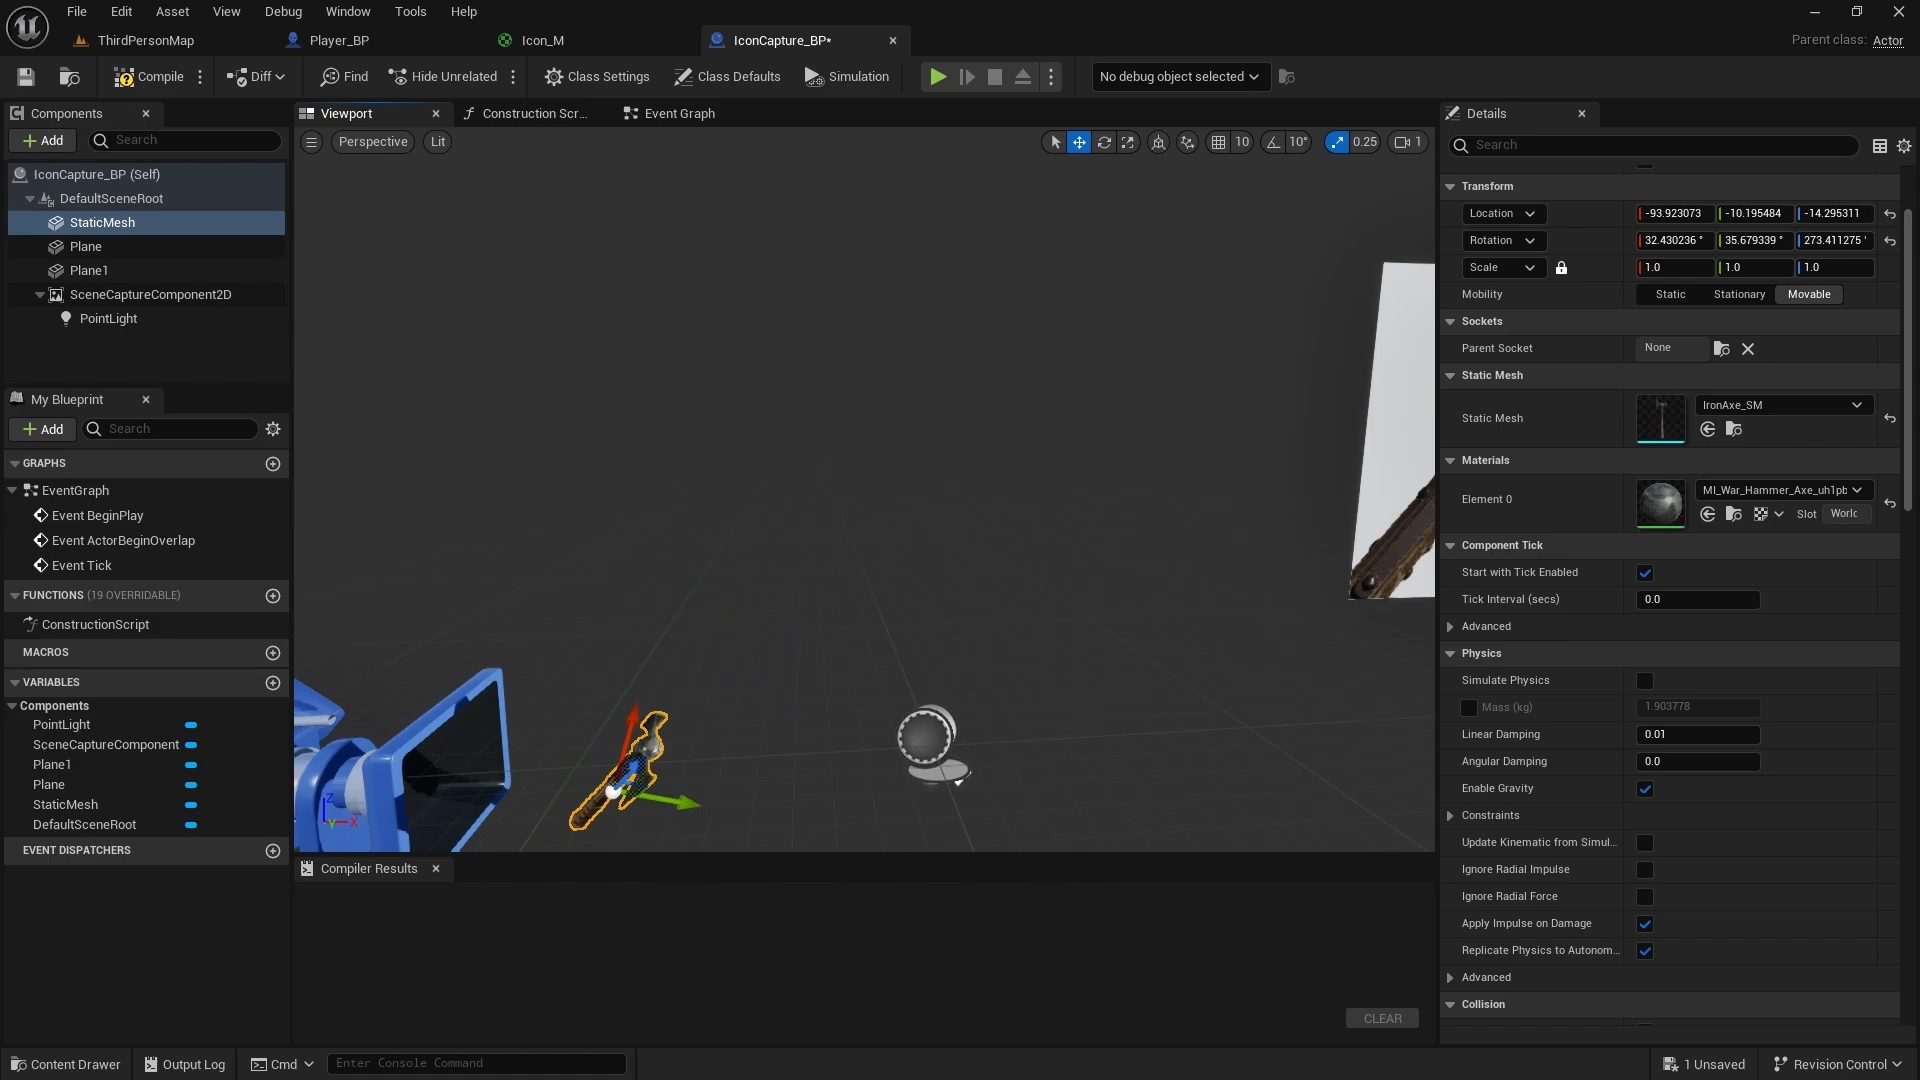 File Edit Asset View Debug Window Tools Help
ThirdPersonMap Player_BP Icon_M IconCapture_BP* Parent class: Actor
Compile Diff Find Hide Unrelated Class Settings Class Defaults Simulation No debug object selected
Components
Add Search
IconCapture_BP (Self)
DefaultSceneRoot
StaticMesh
Plane
Plane1
SceneCaptureComponent2D
PointLight
My Blueprint
Add Search
GRAPHS
EventGraph
Event BeginPlay
Event ActorBeginOverlap
Event Tick
FUNCTIONS (19 OVERRIDABLE)
ConstructionScript
MACROS
VARIABLES
Components
PointLight
SceneCaptureComponent
Plane1
Plane
StaticMesh
DefaultSceneRoot
EVENT DISPATCHERS
Viewport Construction Scr... Event Graph
Perspective Lit 10 10° 0.25 1
Z
Y X
Compiler Results
CLEAR
Details
Search
Transform
Location -93.923073 -10.195484 -14.295311
Rotation 32.430236 ° 35.679339 ° 273.411275 °
Scale 1.0 1.0 1.0
Mobility Static Stationary Movable
Sockets
Parent Socket None
Static Mesh
Static Mesh IronAxe_SM
Materials
Element 0 MI_War_Hammer_Axe_uh1pb
Slot Worlc
Component Tick
Start with Tick Enabled
Tick Interval (secs) 0.0
Advanced
Physics
Simulate Physics
Mass (kg) 1.903778
Linear Damping 0.01
Angular Damping 0.0
Enable Gravity
Constraints
Update Kinematic from Simul...
Ignore Radial Impulse
Ignore Radial Force
Apply Impulse on Damage
Replicate Physics to Autonom...
Advanced
Collision
Content Drawer Output Log Cmd Enter Console Command 1 Unsaved Revision Control